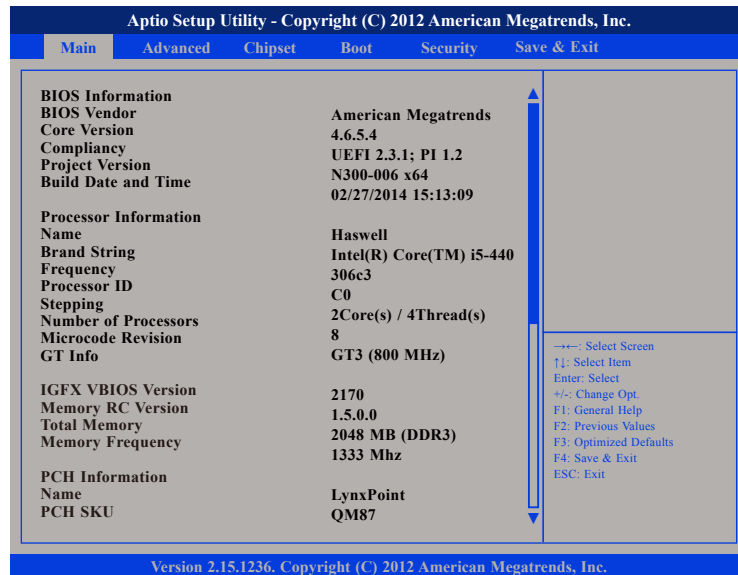 Aptio Setup Utility - Copyright (C) 2012 American Megatrends, Inc.
Main Advanced Chipset Boot Security Save & Exit
BIOS Information
BIOS Vendor American Megatrends
Core Version 4.6.5.4
Compliancy UEFI 2.3.1; PI 1.2
Project Version N300-006 x64
Build Date and Time 02/27/2014 15:13:09
Processor Information
Name Haswell
Brand String Intel(R) Core(TM) i5-440
Frequency 306c3
Processor ID C0
Stepping
Number of Processors 2Core(s) / 4Thread(s)
Microcode Revision 8
GT Info GT3 (800 MHz)
IGFX VBIOS Version 2170
Memory RC Version 1.5.0.0
Total Memory 2048 MB (DDR3)
Memory Frequency 1333 Mhz
PCH Information
Name LynxPoint
PCH SKU QM87
→←: Select Screen
↑↓: Select Item
Enter: Select
+/-: Change Opt.
F1: General Help
F2: Previous Values
F3: Optimized Defaults
F4: Save & Exit
ESC: Exit
Version 2.15.1236. Copyright (C) 2012 American Megatrends, Inc.